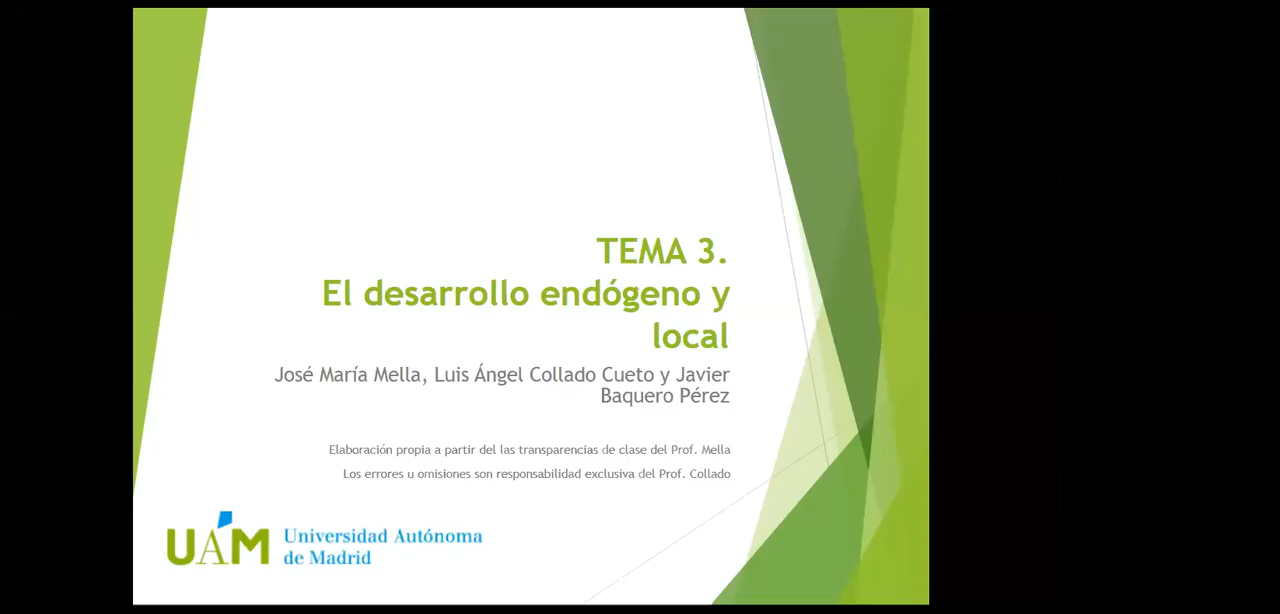 TEMA 3.
El desarrollo endógeno y
local
José María Mella, Luis Ángel Collado Cueto y Javier
Baquero Pérez
Elaboración propia a partir del las transparencias de clase del Prof. Mella
Los errores u omisiones son responsabilidad exclusiva del Prof. Collado
UAM
Universidad Autónoma
de Madrid